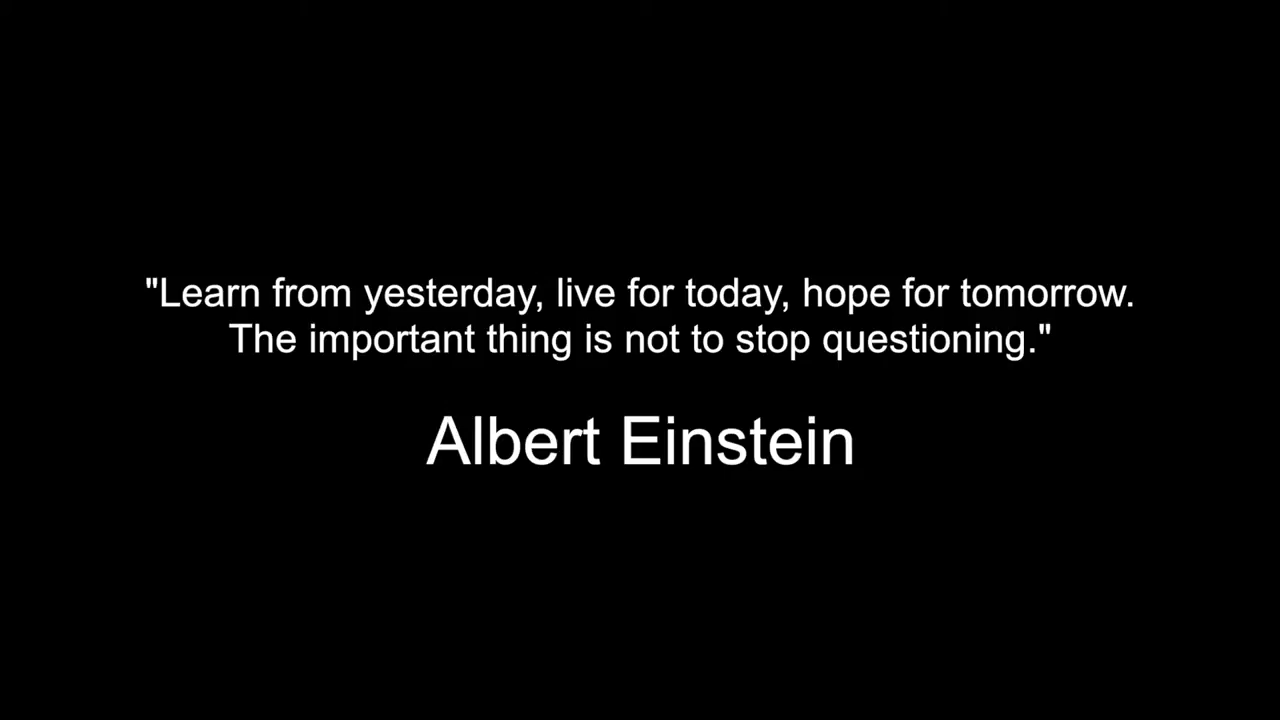 "Learn from yesterday, live for today, hope for tomorrow.
The important thing is not to stop questioning."
Albert Einstein